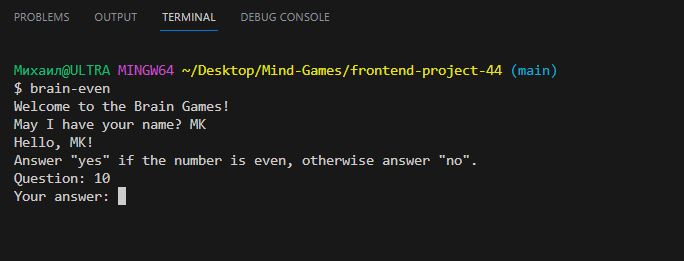 PROBLEMS OUTPUT TERMINAL DEBUG CONSOLE
Михаил@ULTRA MINGW64 ~/Desktop/Mind-Games/frontend-project-44 (main)
$ brain-even
Welcome to the Brain Games!
May I have your name? MK
Hello, MK!
Answer "yes" if the number is even, otherwise answer "no".
Question: 10
Your answer: